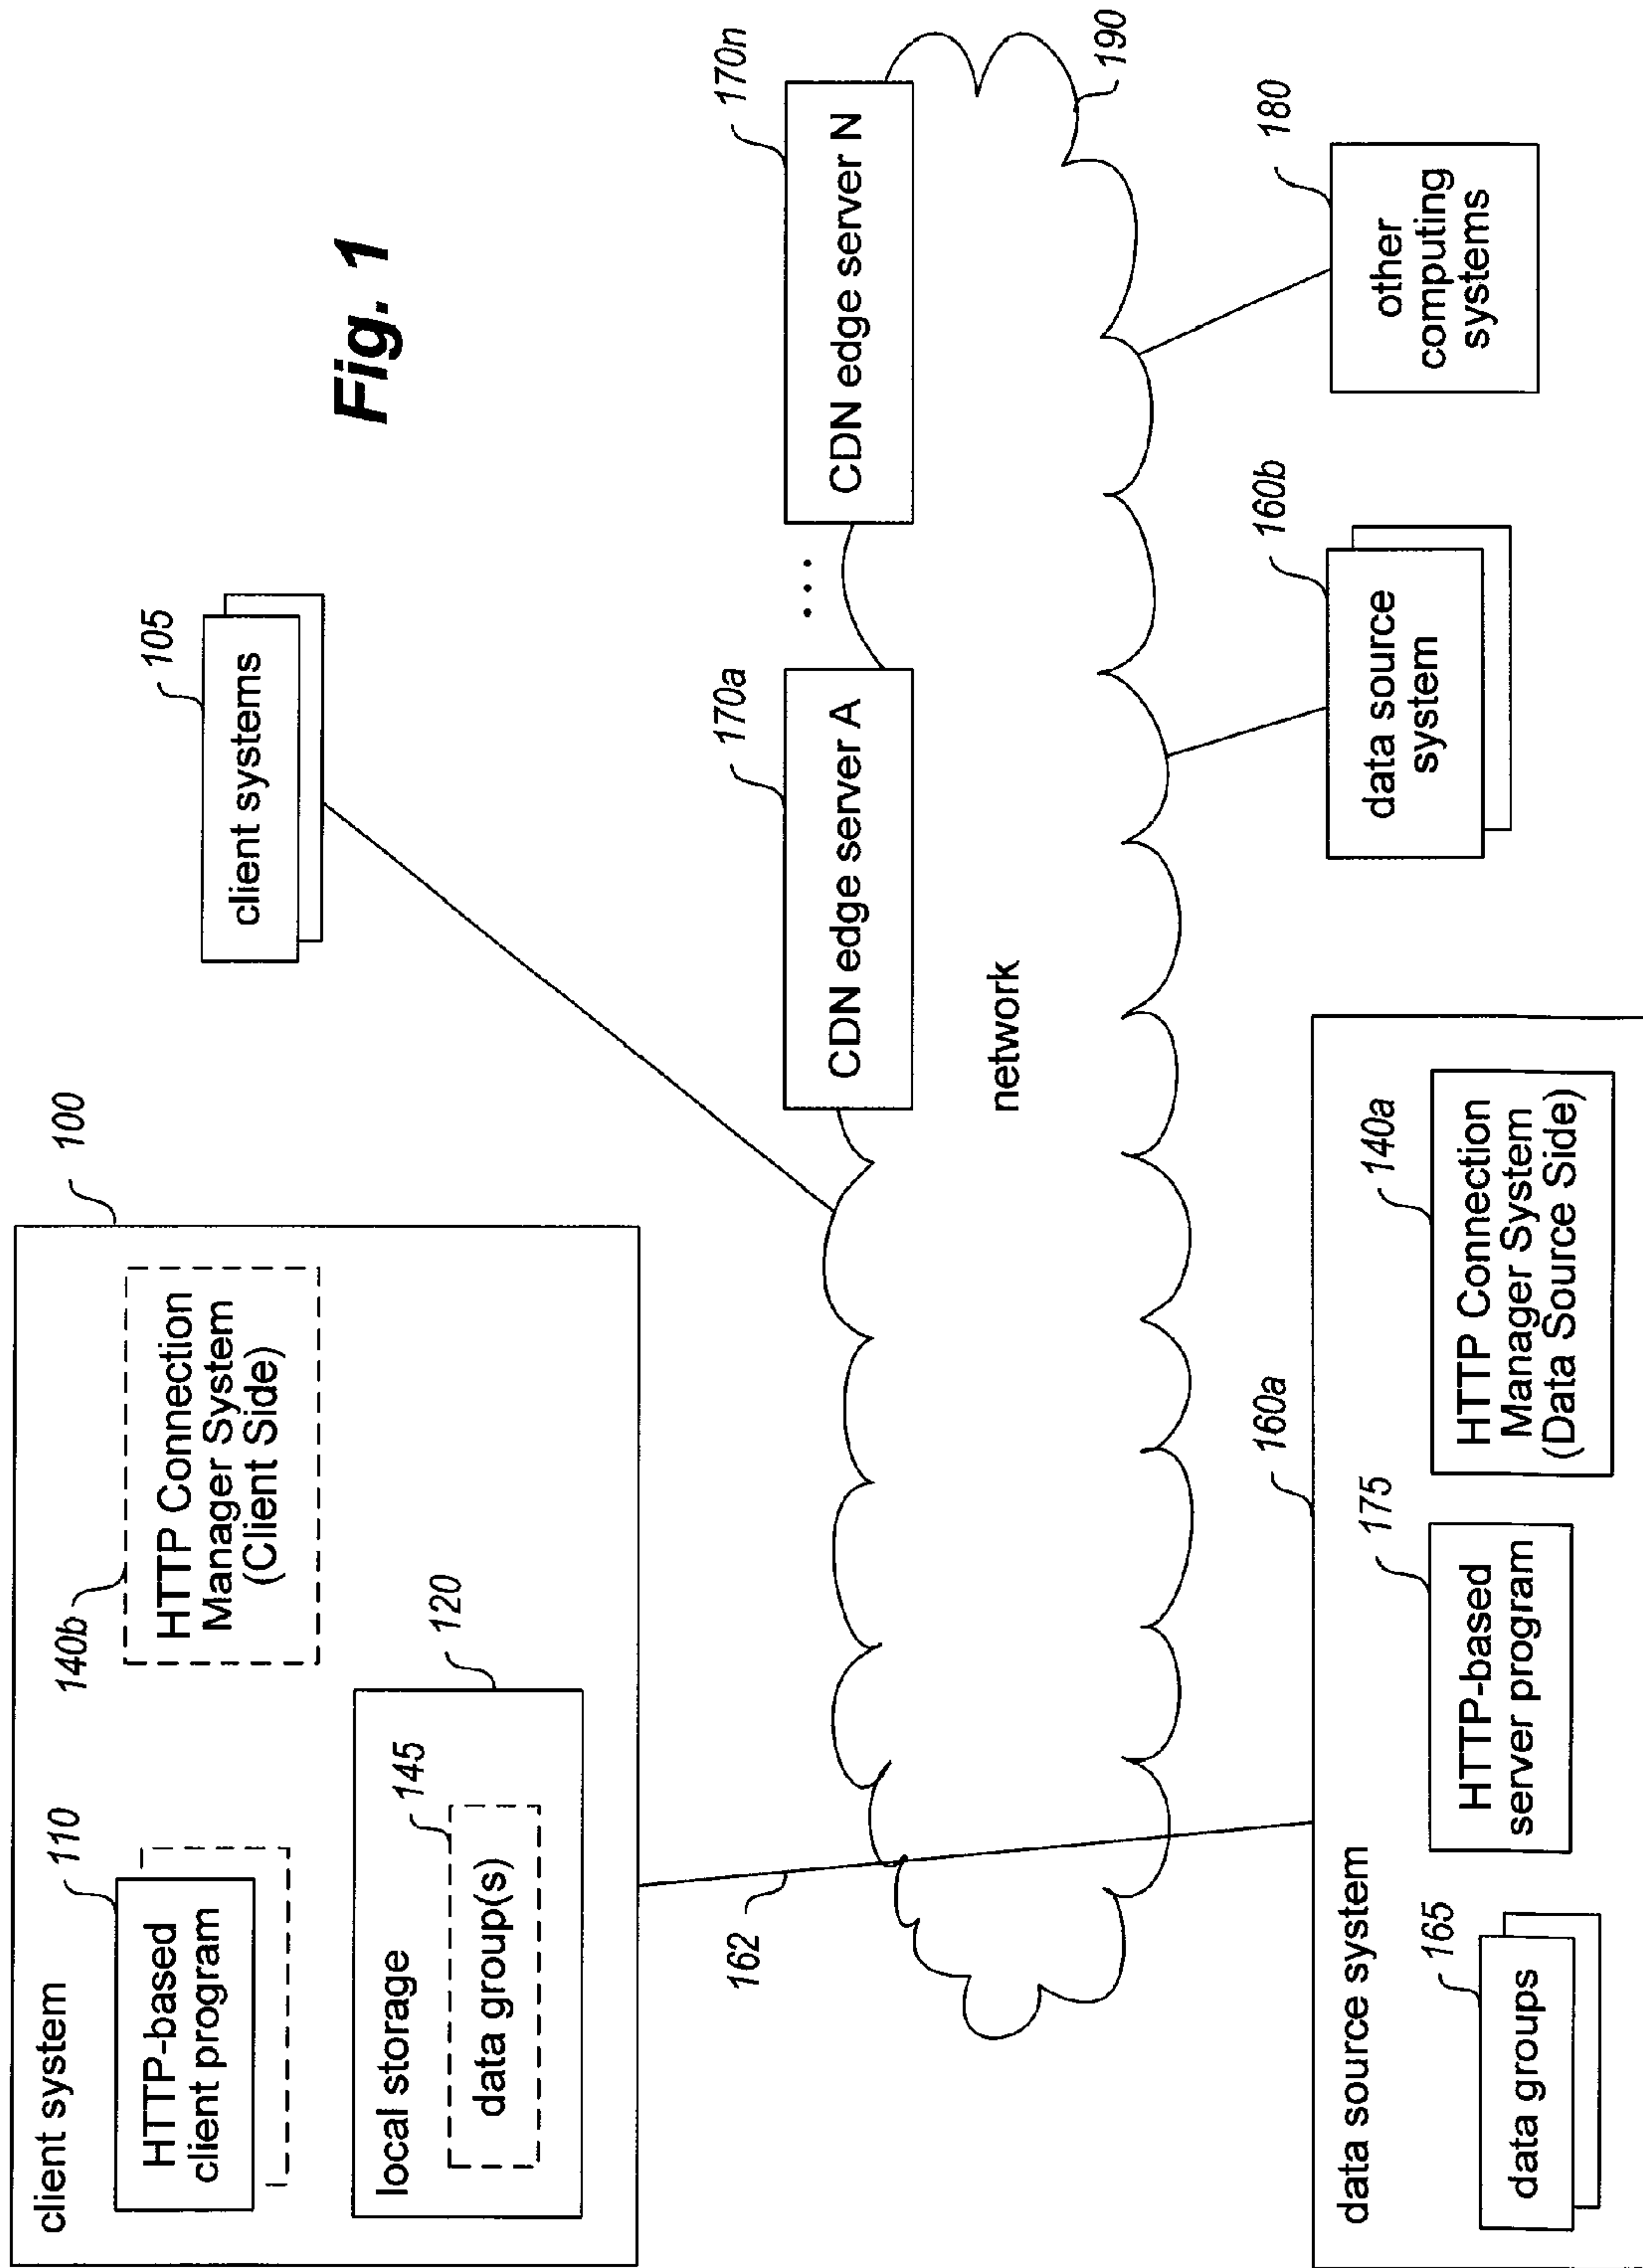 Fig. 1
client system
100
HTTP-based
client program
110
140b
HTTP Connection
Manager System
(Client Side)
local storage
120
145
data group(s)
client systems
105
162
CDN edge server A
170a
. . .
CDN edge server N
170n
network
190
data source system
160a
data groups
165
HTTP-based
server program
175
HTTP Connection
Manager System
(Data Source Side)
140a
data source
system
160b
other
computing
systems
180